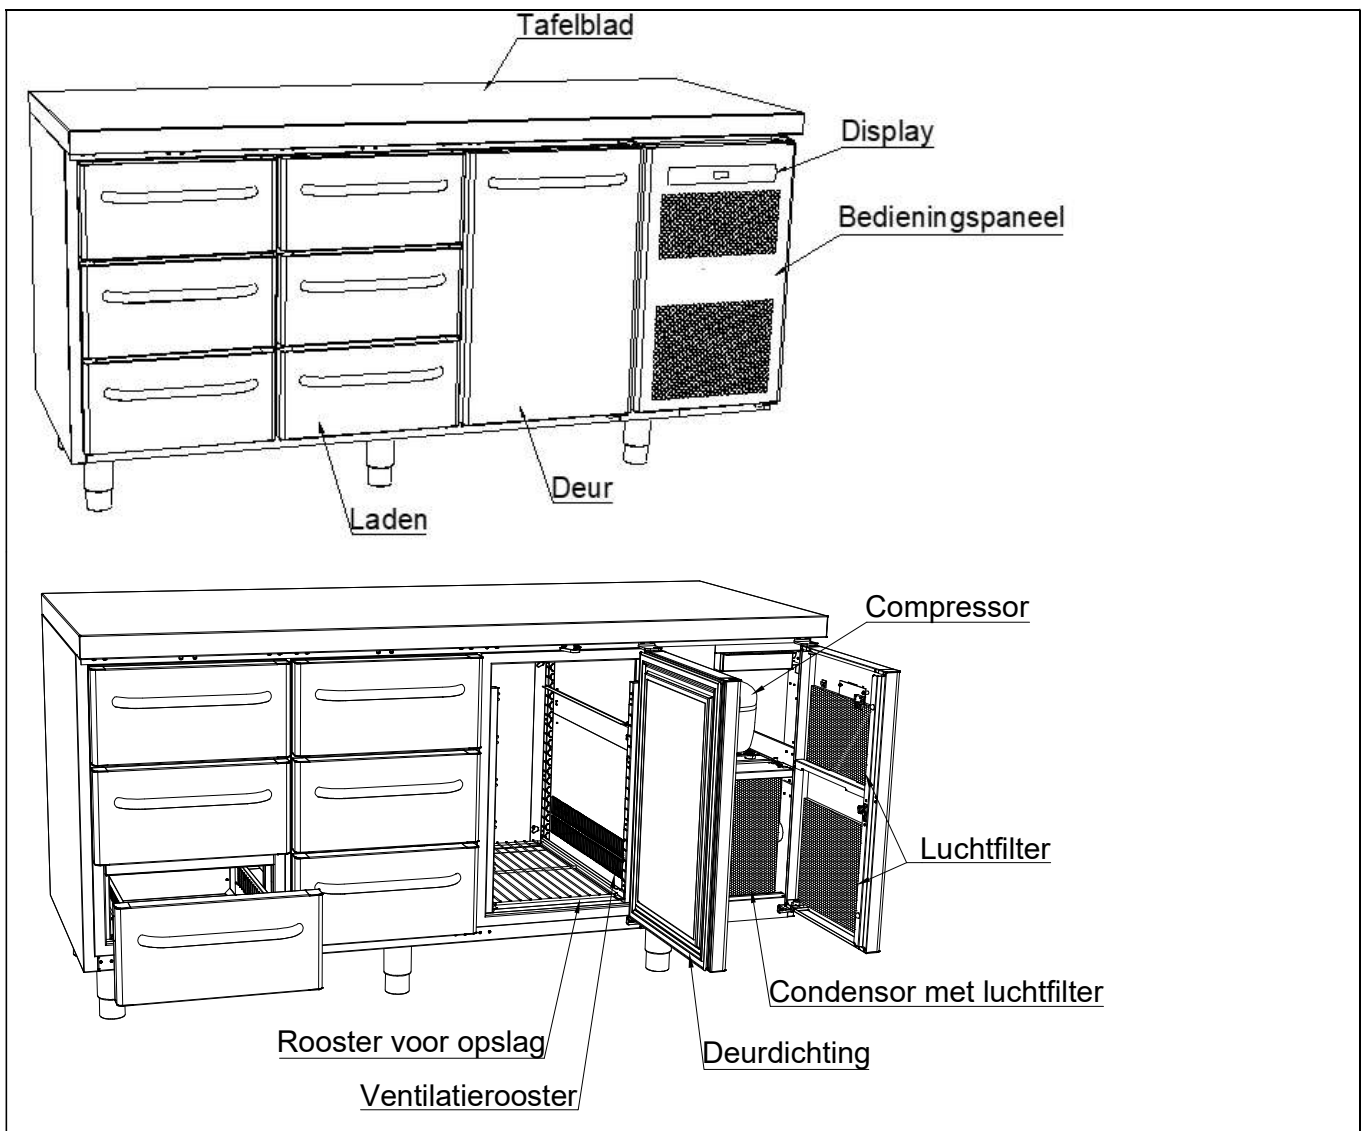 Tafelblad
Display
Bedieningspaneel
Deur
Laden
Compressor
Luchtfilter
Condensor met luchtfilter
Rooster voor opslag
Deurdichting
Ventilatierooster